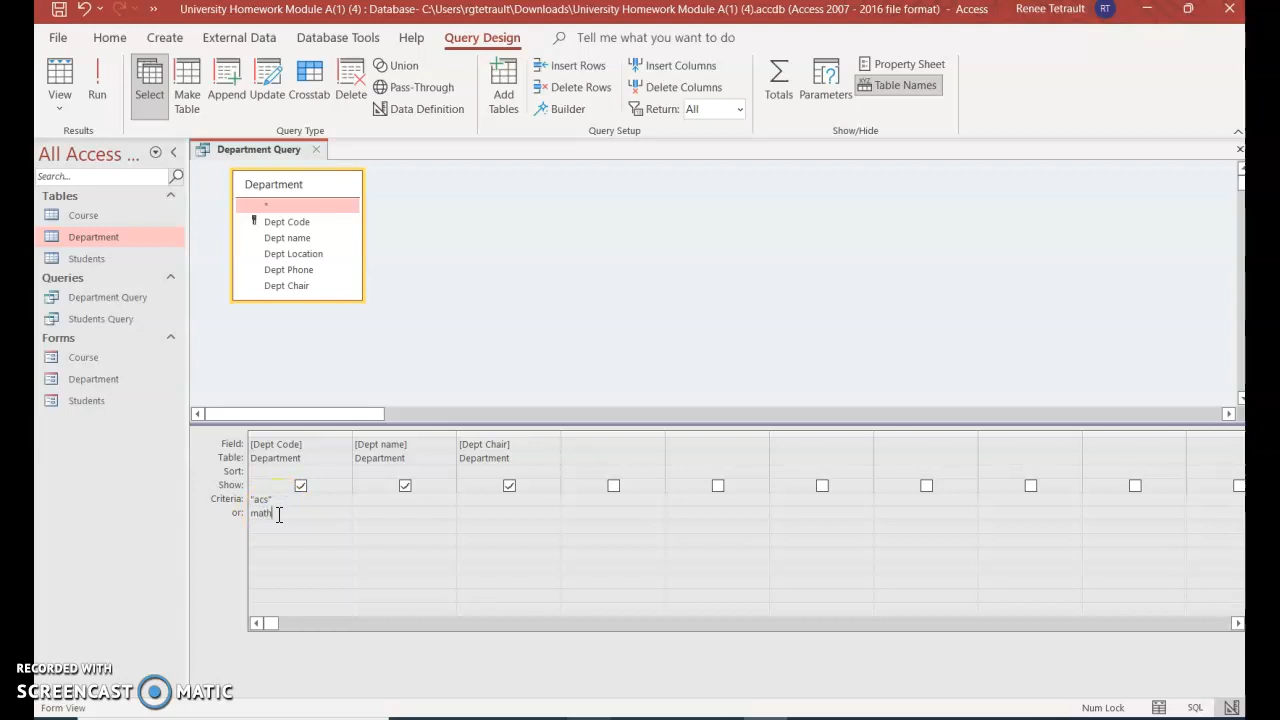 University Homework Module A(1) (4) : Database- C:\Users\rgtetrault\Downloads\University Homework Module A(1) (4).accdb (Access 2007 - 2016 file format) - Access
Renee Tetrault RT
File Home Create External Data Database Tools Help Query Design Tell me what you want to do
View
Run
Select
Make Table
Append
Update
Crosstab
Delete
Union
Pass-Through
Data Definition
Add Tables
Insert Rows
Delete Rows
Builder
Insert Columns
Delete Columns
Return: All
Totals
Parameters
Property Sheet
XYZ Table Names
Results Query Type Query Setup Show/Hide
All Access ...
Search...
Tables
Course
Department
Students
Queries
Department Query
Students Query
Forms
Course
Department
Students
Department Query
Department
*
Dept Code
Dept name
Dept Location
Dept Phone
Dept Chair
Field: [Dept Code] [Dept name] [Dept Chair]
Table: Department Department Department
Sort:
Show:
Criteria: "acs"
or: math
RECORDED WITH
SCREENCAST MATIC
Form View Num Lock SQL